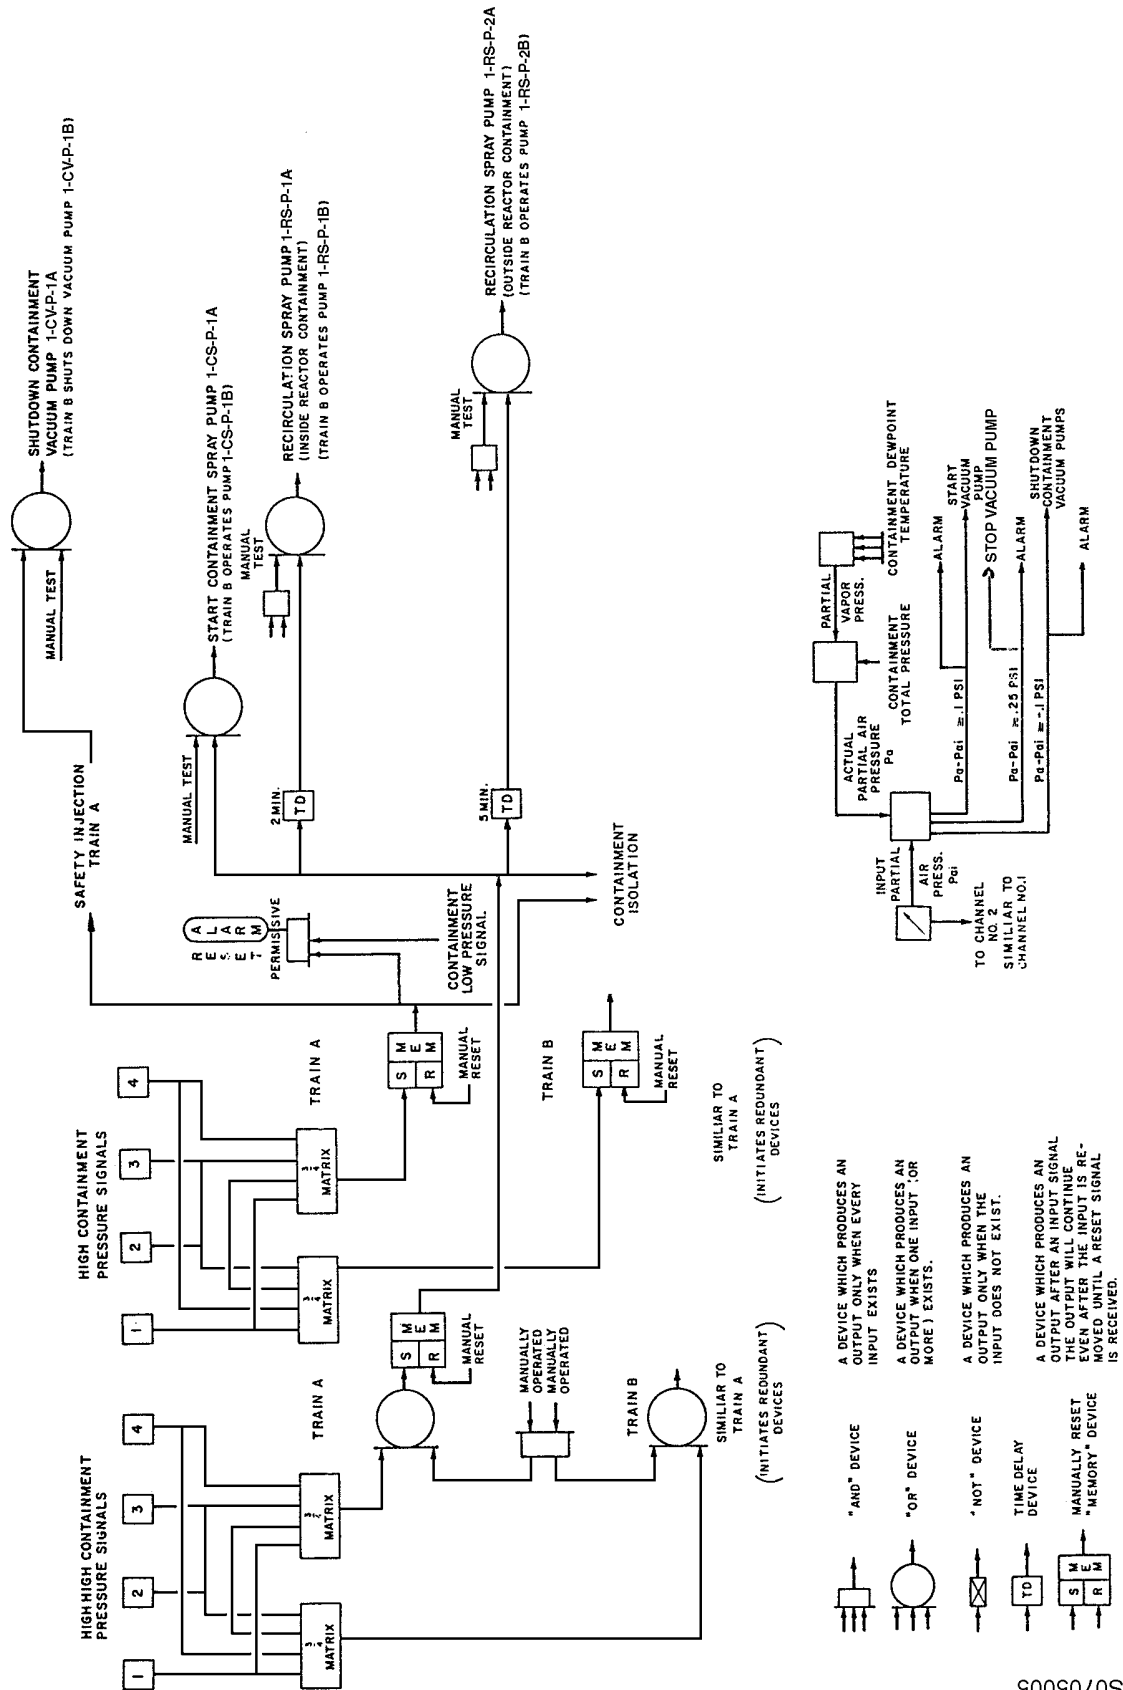 HIGH HIGH CONTAINMENT
PRESSURE SIGNALS
1
2
3
4
3
4
MATRIX
MATRIX
TRAIN A
S
R
M
E
M
MANUAL
RESET
MANUALLY
OPERATED
MANUALLY
OPERATED
TRAIN B
SIMILIAR TO
TRAIN A
(INITIATES REDUNDANT
DEVICES)
HIGH CONTAINMENT
PRESSURE SIGNALS
1
2
3
4
3
4
MATRIX
3
4
MATRIX
TRAIN A
S
R
M
E
M
MANUAL
RESET
TRAIN B
S
R
M
E
M
MANUAL
RESET
SIMILIAR TO
TRAIN A
(INITIATES REDUNDANT
DEVICES)
SAFETY INJECTION
TRAIN A
RESET
ALARM
PERMISSIVE
CONTAINMENT
LOW PRESSURE
SIGNAL
CONTAINMENT
ISOLATION
MANUAL TEST
SHUTDOWN CONTAINMENT
VACUUM PUMP 1-CV-P-1A
(TRAIN B SHUTS DOWN VACUUM PUMP 1-CV-P-1B)
MANUAL TEST
START CONTAINMENT SPRAY PUMP 1-CS-P-1A
(TRAIN B OPERATES PUMP 1-CS-P-1B)
2 MIN.
TD
MANUAL
TEST
RECIRCULATION SPRAY PUMP 1-RS-P-1A
(INSIDE REACTOR CONTAINMENT)
(TRAIN B OPERATES PUMP 1-RS-P-1B)
5 MIN.
TD
MANUAL
TEST
RECIRCULATION SPRAY PUMP 1-RS-P-2A
(OUTSIDE REACTOR CONTAINMENT)
(TRAIN B OPERATES PUMP 1-RS-P-2B)
"AND" DEVICE
A DEVICE WHICH PRODUCES AN
OUTPUT ONLY WHEN EVERY
INPUT EXISTS
"OR" DEVICE
A DEVICE WHICH PRODUCES AN
OUTPUT WHEN ONE INPUT (OR
MORE) EXISTS.
"NOT" DEVICE
A DEVICE WHICH PRODUCES AN
OUTPUT ONLY WHEN THE
INPUT DOES NOT EXIST.
TD
TIME DELAY
DEVICE
S
R
M
E
M
MANUALLY RESET
"MEMORY" DEVICE
A DEVICE WHICH PRODUCES AN
OUTPUT AFTER AN INPUT SIGNAL
THE OUTPUT WILL CONTINUE
EVEN AFTER THE INPUT IS RE-
MOVED UNTIL A RESET SIGNAL
IS RECEIVED.
TO CHANNEL
NO. 2
SIMILIAR TO
CHANNEL NO.1
INPUT
PARTIAL
AIR
PRESS.
Pai
ACTUAL
PARTIAL AIR
PRESSURE
Pa
CONTAINMENT
TOTAL PRESSURE
PARTIAL
VAPOR
PRESS.
CONTAINMENT DEWPOINT
TEMPERATURE
Pa-Pai ≥ .1 PSI
ALARM
START
VACUUM
PUMP
Pa-Pai ≥ .25 PSI
STOP VACUUM PUMP
ALARM
Pa-Pai ≥ -.1 PSI
SHUTDOWN
CONTAINMENT
VACUUM PUMPS
ALARM
S0705005